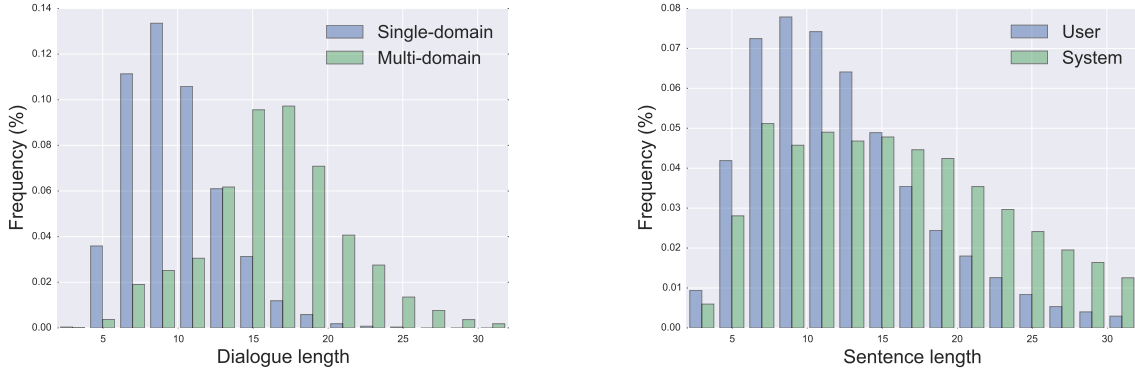 0.14
0.12
0.10
0.08
0.06
0.04
0.02
0.00
Frequency (%)
5 10 15 20 25 30
Dialogue length
Single-domain
Multi-domain
0.08
0.07
0.06
0.05
0.04
0.03
0.02
0.01
0.00
Frequency (%)
5 10 15 20 25 30
Sentence length
User
System